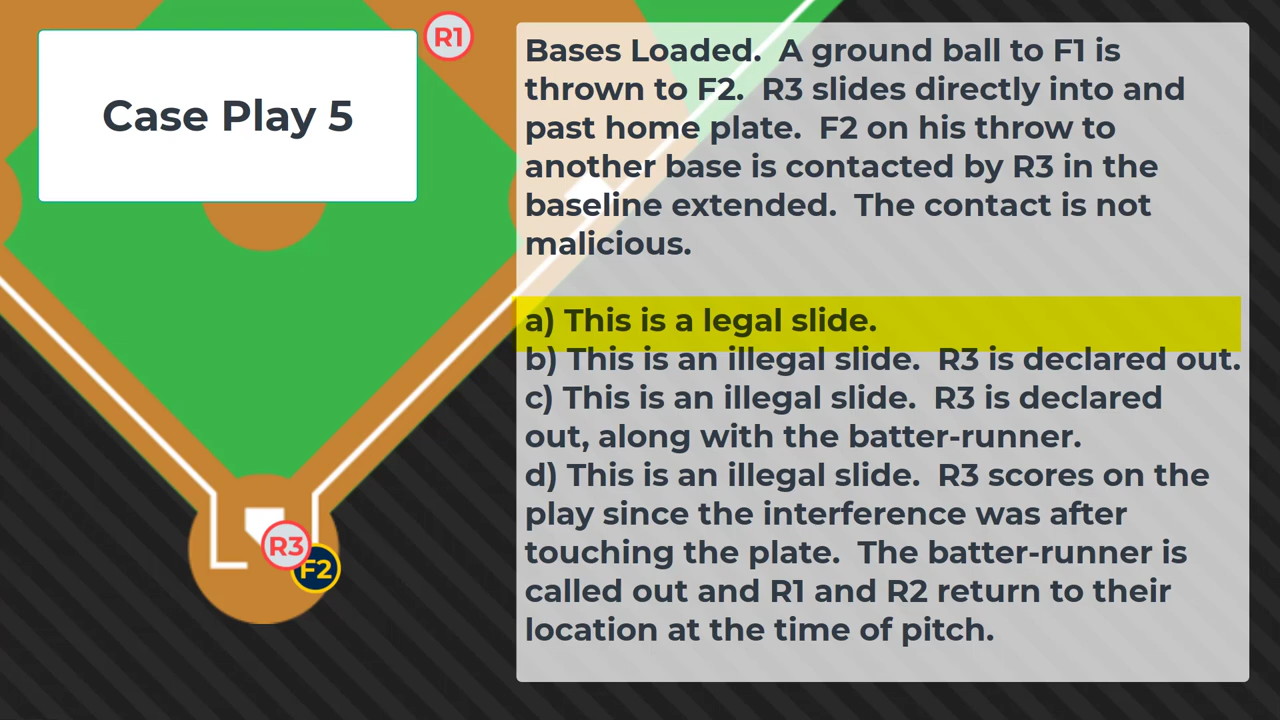 R1
Case Play 5
Bases Loaded. A ground ball to F1 is
thrown to F2. R3 slides directly into and
past home plate. F2 on his throw to
another base is contacted by R3 in the
baseline extended. The contact is not
malicious.
a) This is a legal slide.
b) This is an illegal slide. R3 is declared out.
c) This is an illegal slide. R3 is declared
out, along with the batter-runner.
d) This is an illegal slide. R3 scores on the
play since the interference was after
touching the plate. The batter-runner is
called out and R1 and R2 return to their
location at the time of pitch.
R3
F2